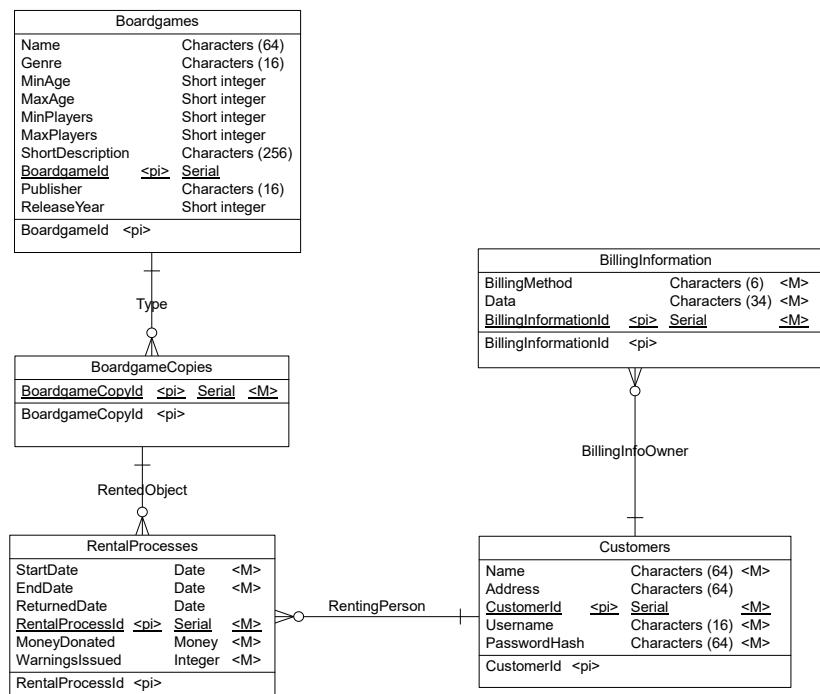 Boardgames
Name Characters (64)
Genre Characters (16)
MinAge Short integer
MaxAge Short integer
MinPlayers Short integer
MaxPlayers Short integer
ShortDescription Characters (256)
BoardgameId <pi> Serial
Publisher Characters (16)
ReleaseYear Short integer
BoardgameId <pi>
Type
BoardgameCopies
BoardgameCopyId <pi> Serial <M>
BoardgameCopyId <pi>
RentedObject
RentalProcesses
StartDate Date <M>
EndDate Date <M>
ReturnedDate Date
RentalProcessId <pi> Serial <M>
MoneyDonated Money <M>
WarningsIssued Integer <M>
RentalProcessId <pi>
RentingPerson
BillingInformation
BillingMethod Characters (6) <M>
Data Characters (34) <M>
BillingInformationId <pi> Serial <M>
BillingInformationId <pi>
BillingInfoOwner
Customers
Name Characters (64) <M>
Address Characters (64)
CustomerId <pi> Serial <M>
Username Characters (16) <M>
PasswordHash Characters (64) <M>
CustomerId <pi>